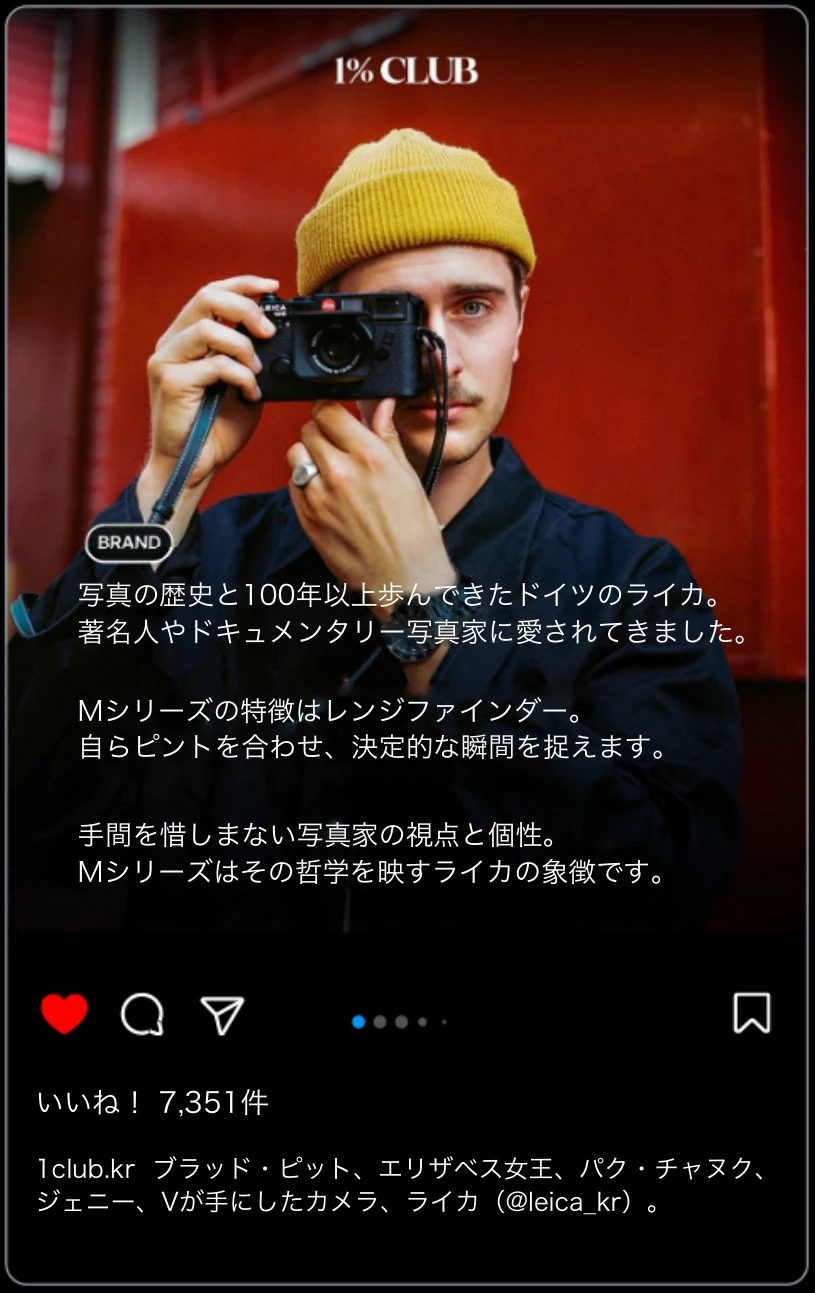 1% CLUB
LEICA
BRAND
写真の歴史と100年以上歩んできたドイツのライカ。
著名人やドキュメンタリー写真家に愛されてきました。
Mシリーズの特徴はレンジファインダー。
自らピントを合わせ、決定的な瞬間を捉えます。
手間を惜しまない写真家の視点と個性。
Mシリーズはその哲学を映すライカの象徴です。
いいね！ 7,351件
1club.kr ブラッド・ピット、エリザベス女王、パク・チャヌク、
ジェニー、Vが手にしたカメラ、ライカ（@leica_kr）。